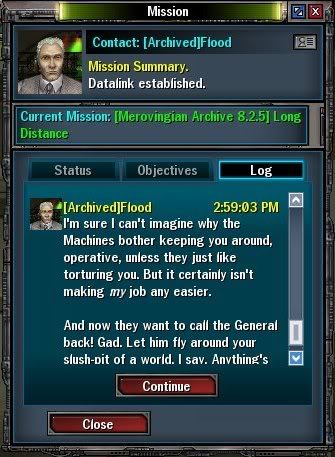 Mission
Contact: [Archived]Flood
Mission Summary.
Datalink established.
Current Mission: [Merovingian Archive 8.2.5] Long
Distance
Status
Objectives
Log
[Archived]Flood 2:59:03 PM
I'm sure I can't imagine why the
Machines bother keeping you around,
operative, unless they just like
torturing you. But it certainly isn't
making my job any easier.
And now they want to call the General
back! Gad. Let him fly around your
slush-pit of a world, I say. Anything's
Continue
Close